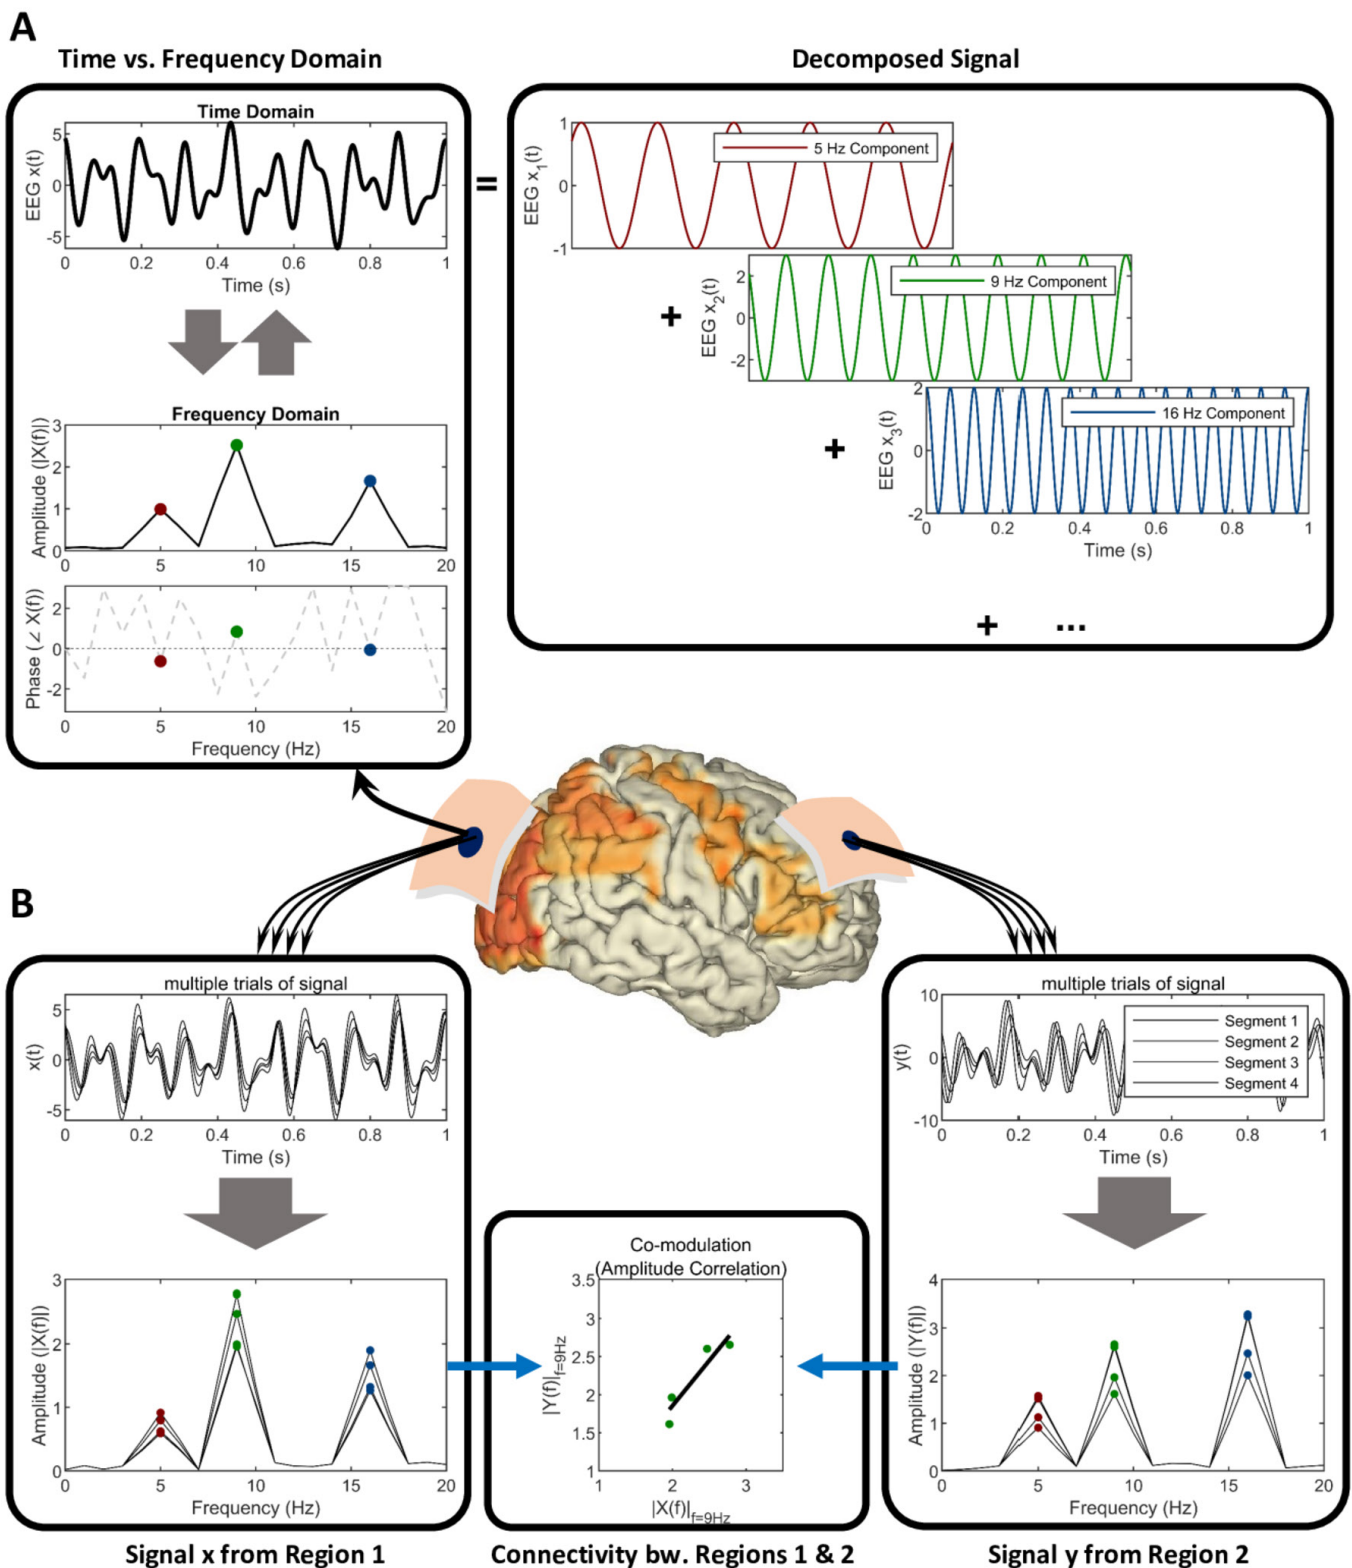 A
Time vs. Frequency Domain
Decomposed Signal
Time Domain
EEG x(t)
5
0
-5
0 0.2 0.4 0.6 0.8 1
Time (s)
=
EEG x1(t)
1
0
-1
5 Hz Component
+
EEG x2(t)
2
0
-2
9 Hz Component
+
EEG x3(t)
2
0
-2
16 Hz Component
0 0.2 0.4 0.6 0.8 1
Time (s)
+ ...
Frequency Domain
Amplitude (|X(f)|)
3
2
1
0
0 5 10 15 20
Phase (∠ X(f))
2
0
-2
0 5 10 15 20
Frequency (Hz)
B
multiple trials of signal
x(t)
5
0
-5
0 0.2 0.4 0.6 0.8 1
Time (s)
Amplitude (|X(f)|)
3
2
1
0
0 5 10 15 20
Frequency (Hz)
Signal x from Region 1
Co-modulation
(Amplitude Correlation)
|Y(f)|f=9Hz
3.5
3
2.5
2
1.5
1
1 2 3
|X(f)|f=9Hz
Connectivity bw. Regions 1 & 2
multiple trials of signal
y(t)
10
0
-10
Segment 1
Segment 2
Segment 3
Segment 4
0 0.2 0.4 0.6 0.8 1
Time (s)
Amplitude (|Y(f)|)
4
3
2
1
0
0 5 10 15 20
Frequency (Hz)
Signal y from Region 2